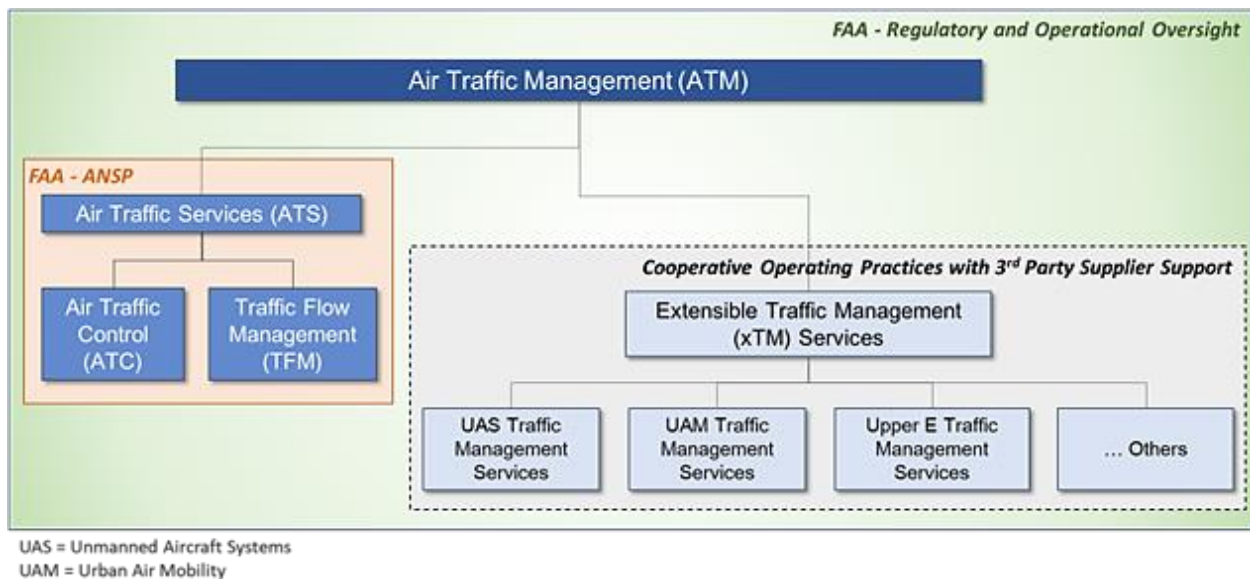 FAA - Regulatory and Operational Oversight
Air Traffic Management (ATM)
FAA - ANSP
Air Traffic Services (ATS)
Air Traffic
Control
(ATC)
Traffic Flow
Management
(TFM)
Cooperative Operating Practices with 3rd Party Supplier Support
Extensible Traffic Management
(xTM) Services
UAS Traffic
Management
Services
UAM Traffic
Management
Services
Upper E Traffic
Management
Services
... Others
UAS = Unmanned Aircraft Systems
UAM = Urban Air Mobility